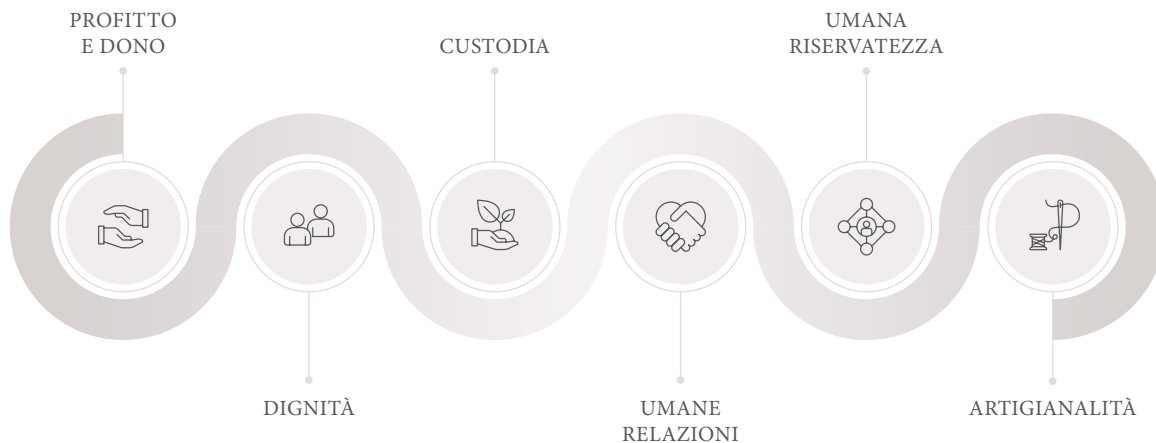 PROFITTO
E DONO
DIGNITÀ
CUSTODIA
UMANE
RELAZIONI
UMANA
RISERVATEZZA
ARTIGIANALITÀ